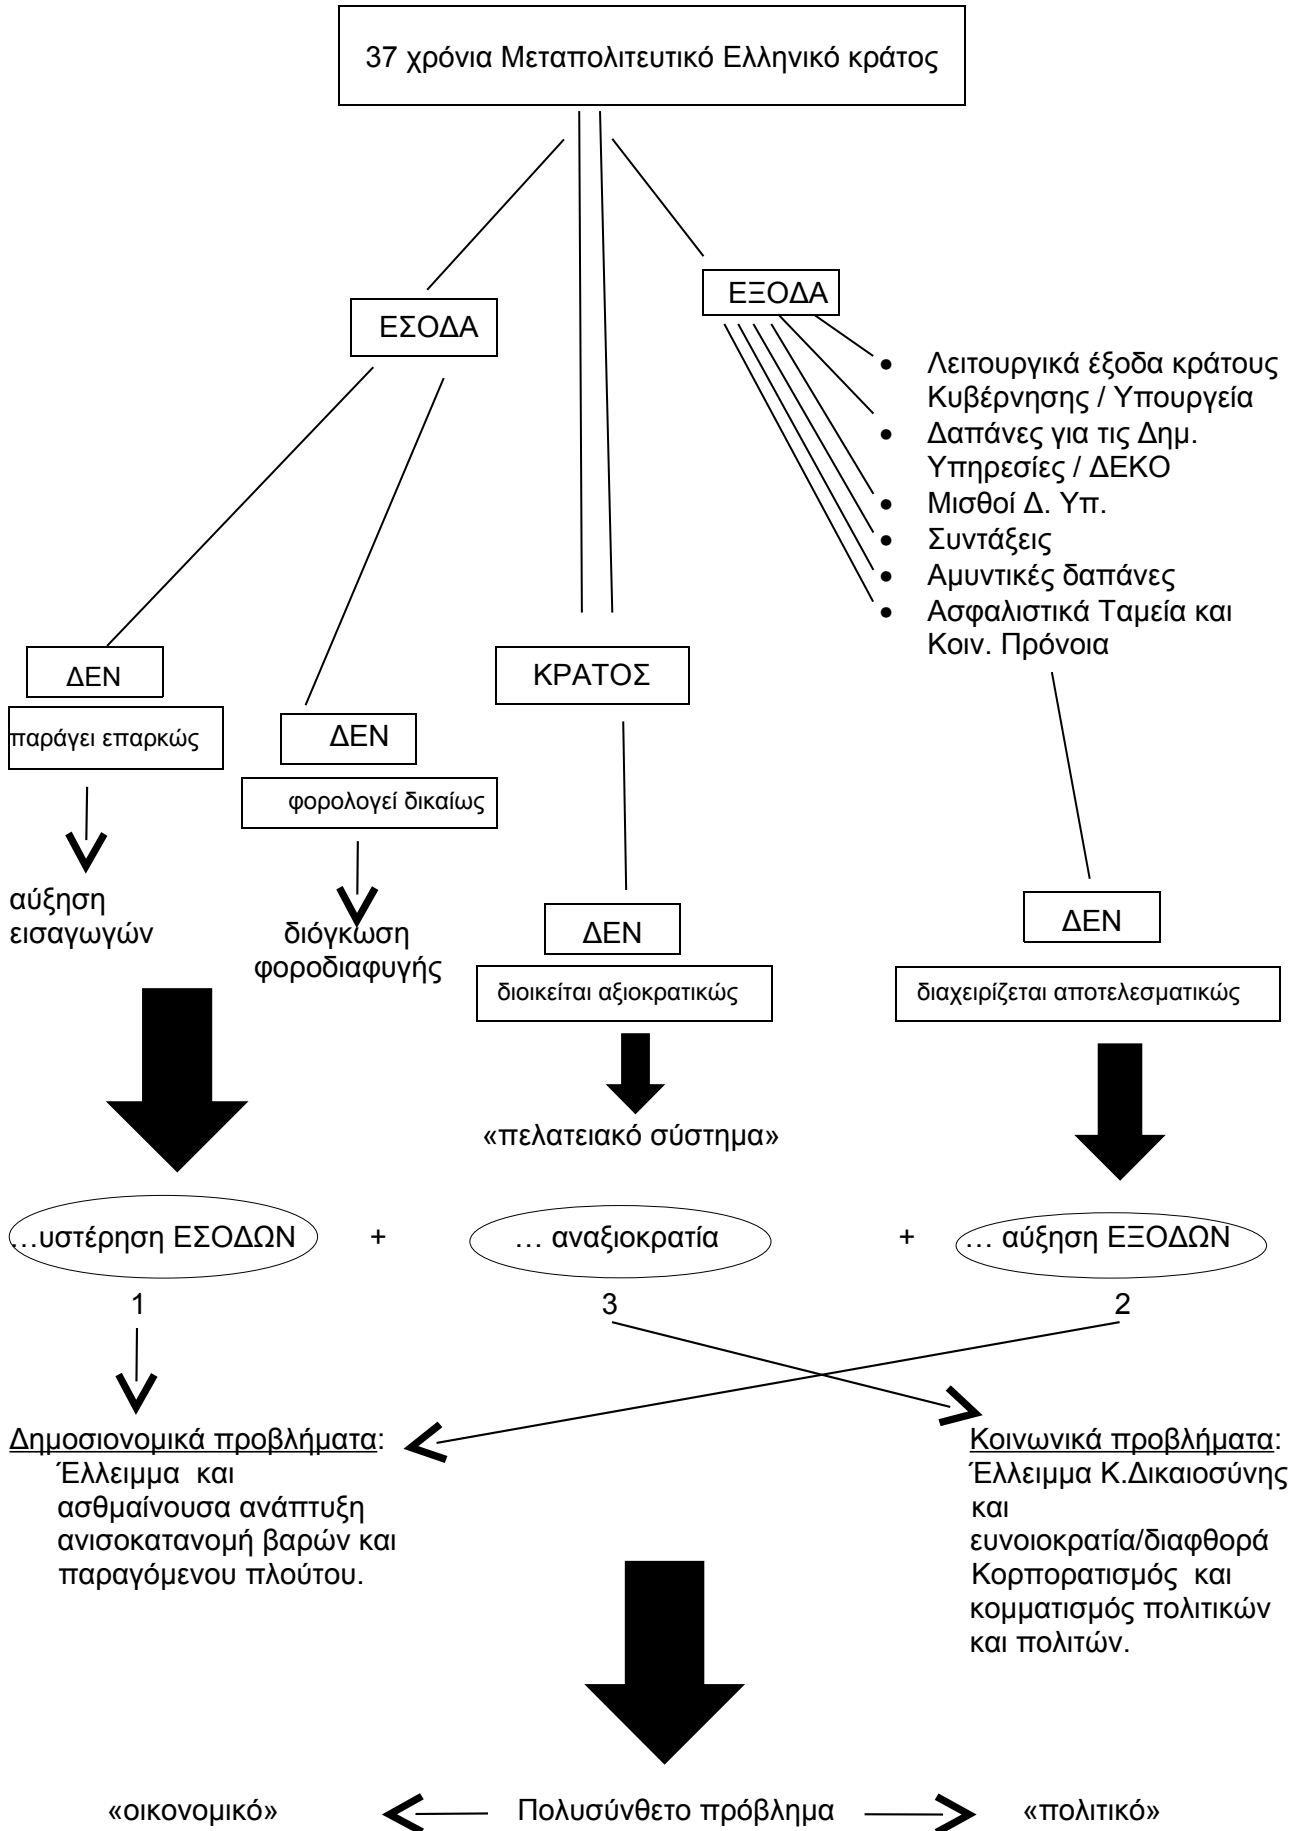 37 χρόνια Μεταπολιτευτικό Ελληνικό κράτος
ΕΣΟΔΑ
ΕΞΟΔΑ
• Λειτουργικά έξοδα κράτους
Κυβέρνησης / Υπουργεία
• Δαπάνες για τις Δημ.
Υπηρεσίες / ΔΕΚΟ
• Μισθοί Δ. Υπ.
• Συντάξεις
• Αμυντικές δαπάνες
• Ασφαλιστικά Ταμεία και
Κοιν. Πρόνοια
ΔΕΝ
παράγει επαρκώς
αύξηση
εισαγωγών
ΔΕΝ
φορολογεί δικαίως
διόγκωση
φοροδιαφυγής
ΚΡΑΤΟΣ
ΔΕΝ
διοικείται αξιοκρατικώς
«πελατειακό σύστημα»
ΔΕΝ
διαχειρίζεται αποτελεσματικώς
…υστέρηση ΕΣΟΔΩΝ + … αναξιοκρατία + … αύξηση ΕΞΟΔΩΝ
1 3 2
Δημοσιονομικά προβλήματα:
Έλλειμμα και
ασθμαίνουσα ανάπτυξη
ανισοκατανομή βαρών και
παραγόμενου πλούτου.
Κοινωνικά προβλήματα:
Έλλειμμα Κ.Δικαιοσύνης
και
ευνοιοκρατία/διαφθορά
Κορπορατισμός και
κομματισμός πολιτικών
και πολιτών.
«οικονομικό» Πολυσύνθετο πρόβλημα «πολιτικό»